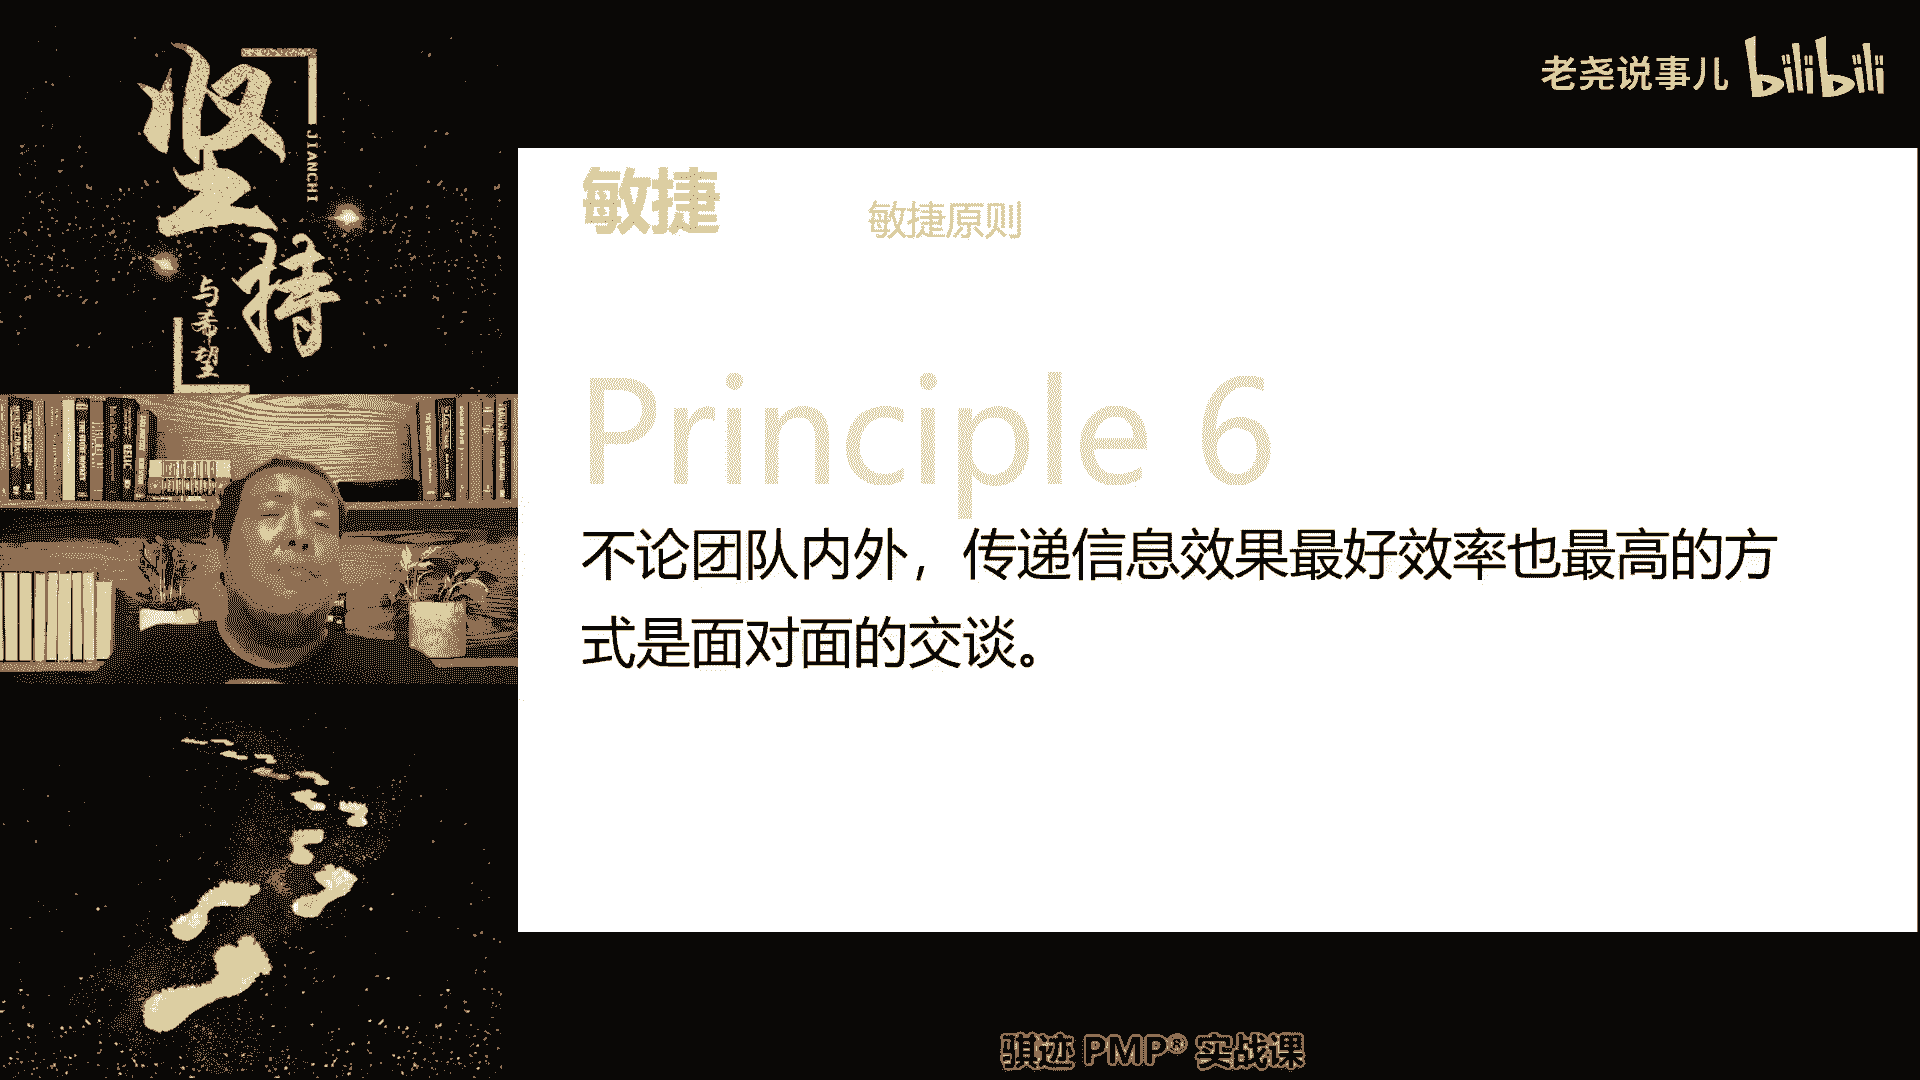 坚持
JIANCHI
与希望
老尧说事儿 bilibili
敏捷
敏捷原则
Principle 6
不论团队内外，传递信息效果最好效率也最高的方
式是面对面的交谈。
骐迹 PMP® 实战课